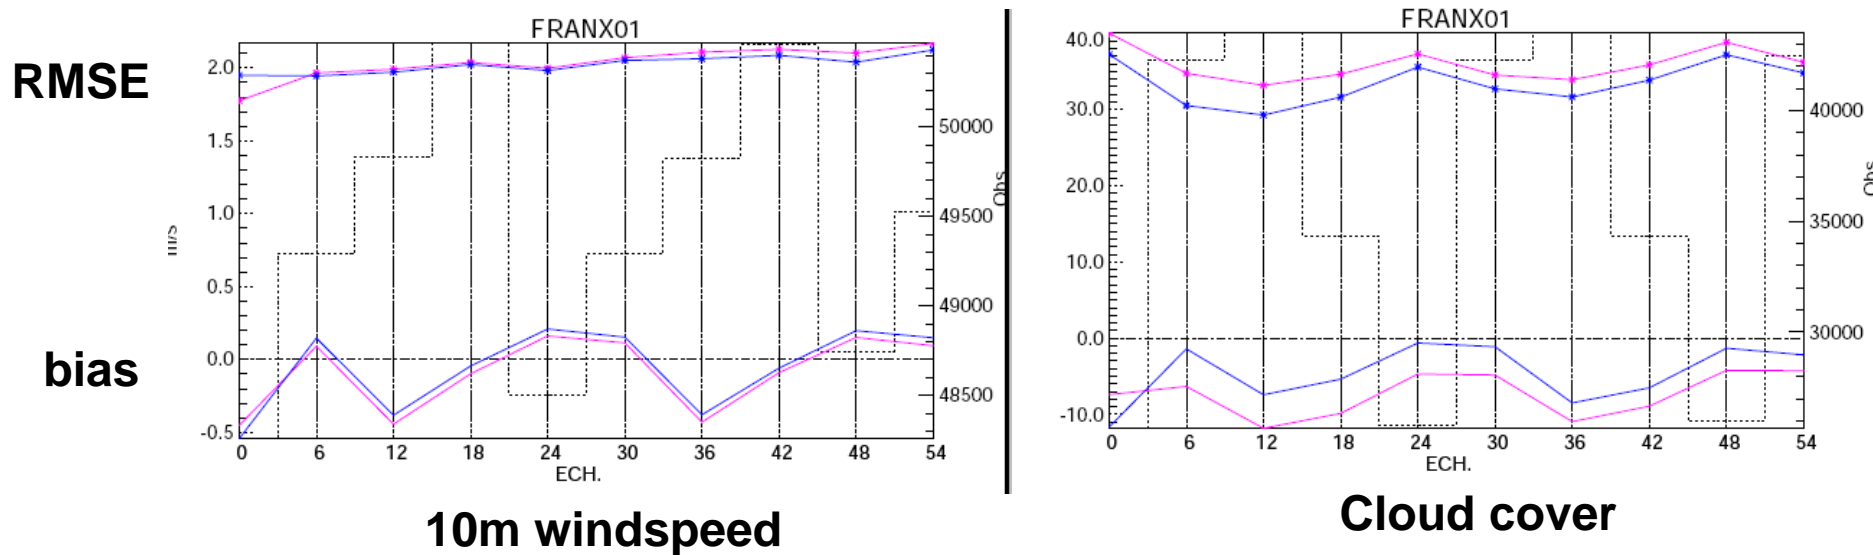 FRANX01
RMSE
2.0
1.5
1.0
0.5
0.0
-0.5
m/s
50000
49500
49000
48500
Obs
0 6 12 18 24 30 36 42 48 54
ECH.
bias
10m windspeed
FRANX01
40.0
30.0
20.0
10.0
0.0
-10.0
40000
35000
30000
Obs
0 6 12 18 24 30 36 42 48 54
ECH.
Cloud cover